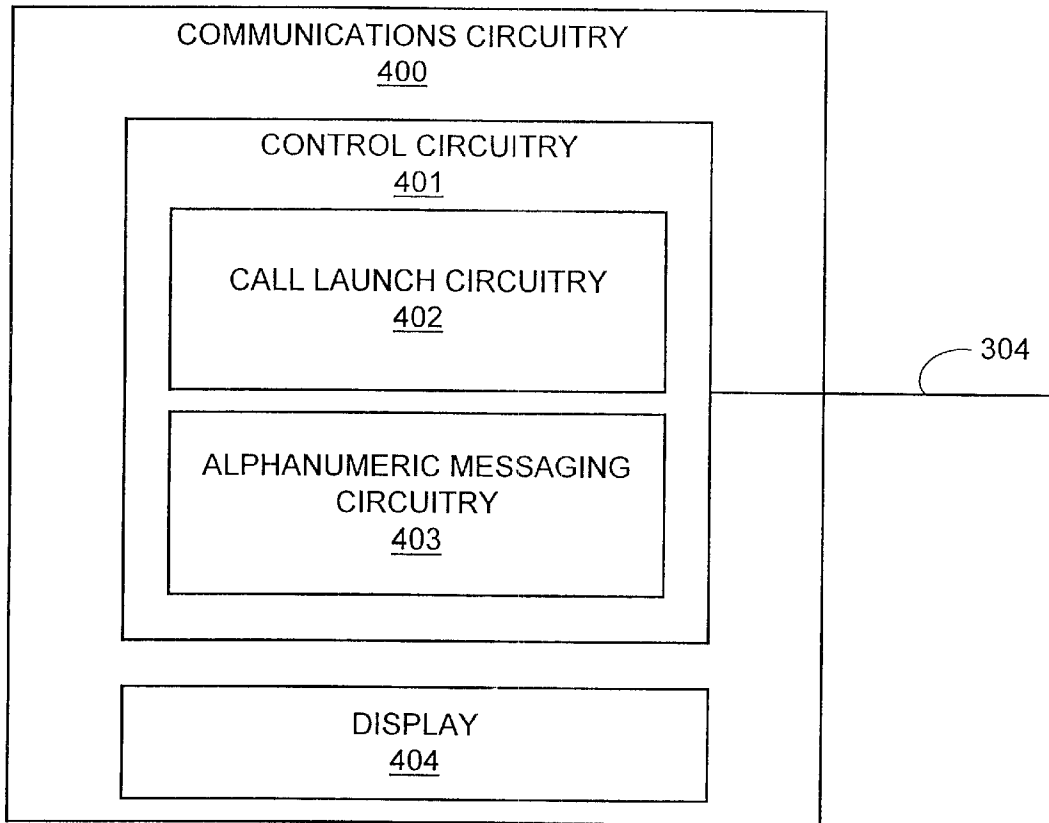 COMMUNICATIONS CIRCUITRY
400
CONTROL CIRCUITRY
401
CALL LAUNCH CIRCUITRY
402
304
ALPHANUMERIC MESSAGING
CIRCUITRY
403
DISPLAY
404